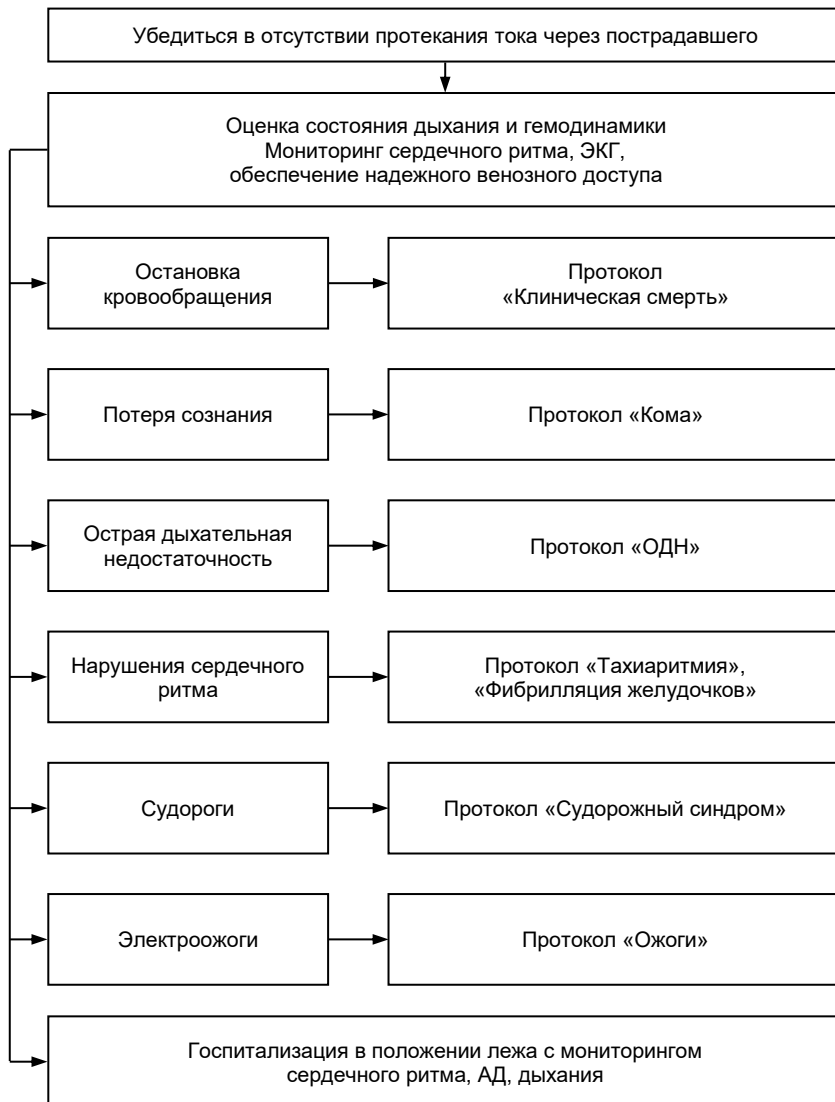 Убедиться в отсутствии протекания тока через пострадавшего
Оценка состояния дыхания и гемодинамики
Мониторинг сердечного ритма, ЭКГ,
обеспечение надежного венозного доступа
Остановка
кровообращения
Протокол
«Клиническая смерть»
Потеря сознания
Протокол «Кома»
Острая дыхательная
недостаточность
Протокол «ОДН»
Нарушения сердечного
ритма
Протокол «Тахиаритмия»,
«Фибрилляция желудочков»
Судороги
Протокол «Судорожный синдром»
Электроожоги
Протокол «Ожоги»
Госпитализация в положении лежа с мониторингом
сердечного ритма, АД, дыхания